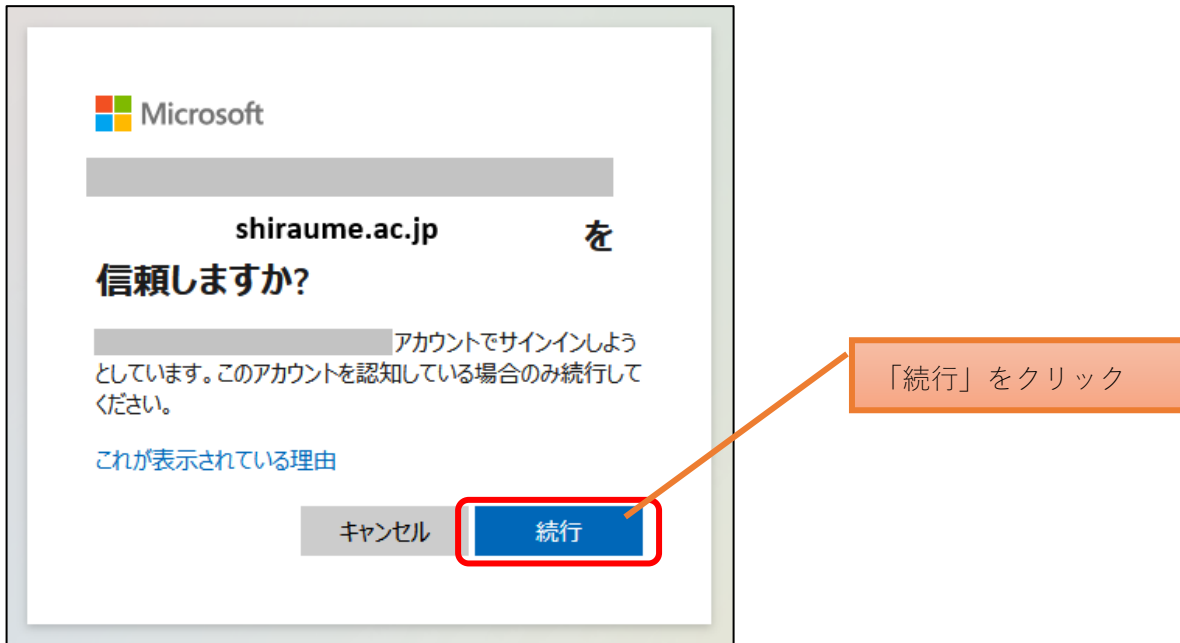 Microsoft
shiraume.ac.jp を
信頼しますか?
アカウントでサインインしよう
としています。このアカウントを認知している場合のみ続行して
ください。
これが表示されている理由
キャンセル 続行
「続行」をクリック